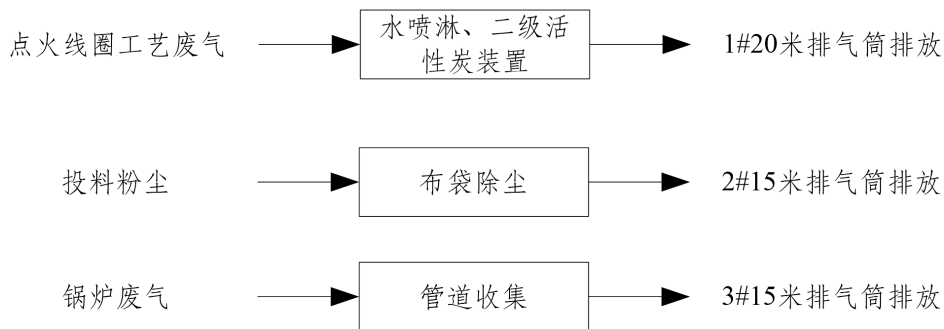 点火线圈工艺废气
水喷淋、二级活
性炭装置
1#20米排气筒排放
投料粉尘
布袋除尘
2#15米排气筒排放
锅炉废气
管道收集
3#15米排气筒排放